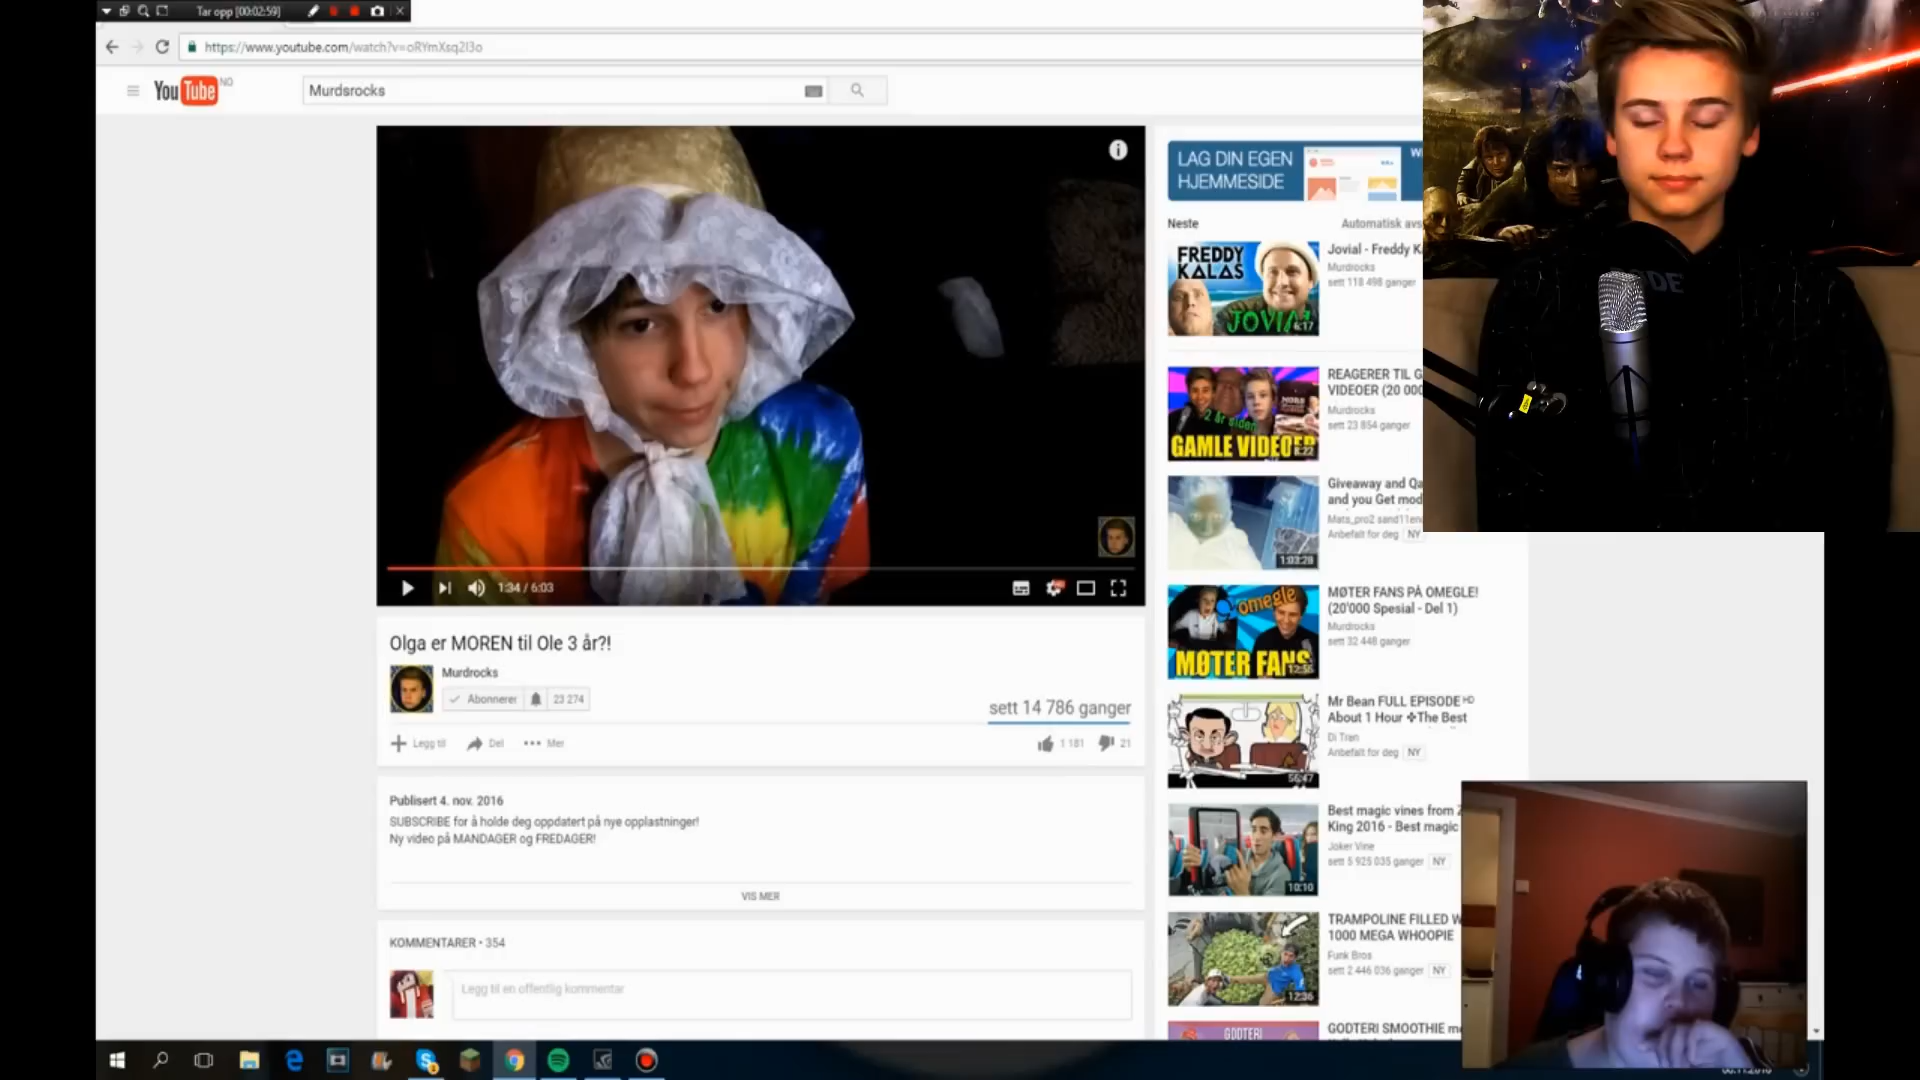 Tar opp [00:02:59]
https://www.youtube.com/watch?v=oRYmXsq2I3o
YouTube NO
Murdsrocks
1:34 / 6:03
Olga er MOREN til Ole 3 år?!
Murdrocks
Abonnerer 23 274
sett 14 786 ganger
Legg til Del Mer
1 181 21
Publisert 4. nov. 2016
SUBSCRIBE for å holde deg oppdatert på nye opplastninger!
Ny video på MANDAGER og FREDAGER!
VIS MER
KOMMENTARER • 354
Legg til en offentlig kommentar
LAG DIN EGEN
HJEMMESIDE
Neste Automatisk avs
FREDDY
KALAS
JOVIAL
6:17
Jovial - Freddy K
Murdrocks
sett 118 498 ganger
2 år siden
GAMLE VIDEOER
8:22
REAGERER TIL G
VIDEOER (20 000
Murdrocks
sett 23 854 ganger
1:03:28
Giveaway and Qa
and you Get mod
Mats_pro2 sand11en
Anbefalt for deg NY
omegle
MØTER FANS
12:56
MØTER FANS PÅ OMEGLE!
(20'000 Spesial - Del 1)
Murdrocks
sett 32 448 ganger
56:47
Mr Bean FULL EPISODE HD
About 1 Hour ✤The Best
Di Tren
Anbefalt for deg NY
10:10
Best magic vines from Z
King 2016 - Best magic
Joker Vine
sett 5 925 035 ganger NY
12:36
TRAMPOLINE FILLED W
1000 MEGA WHOOPIE
Funk Bros
sett 2 446 036 ganger NY
GODTERI
GODTERI SMOOTHIE m